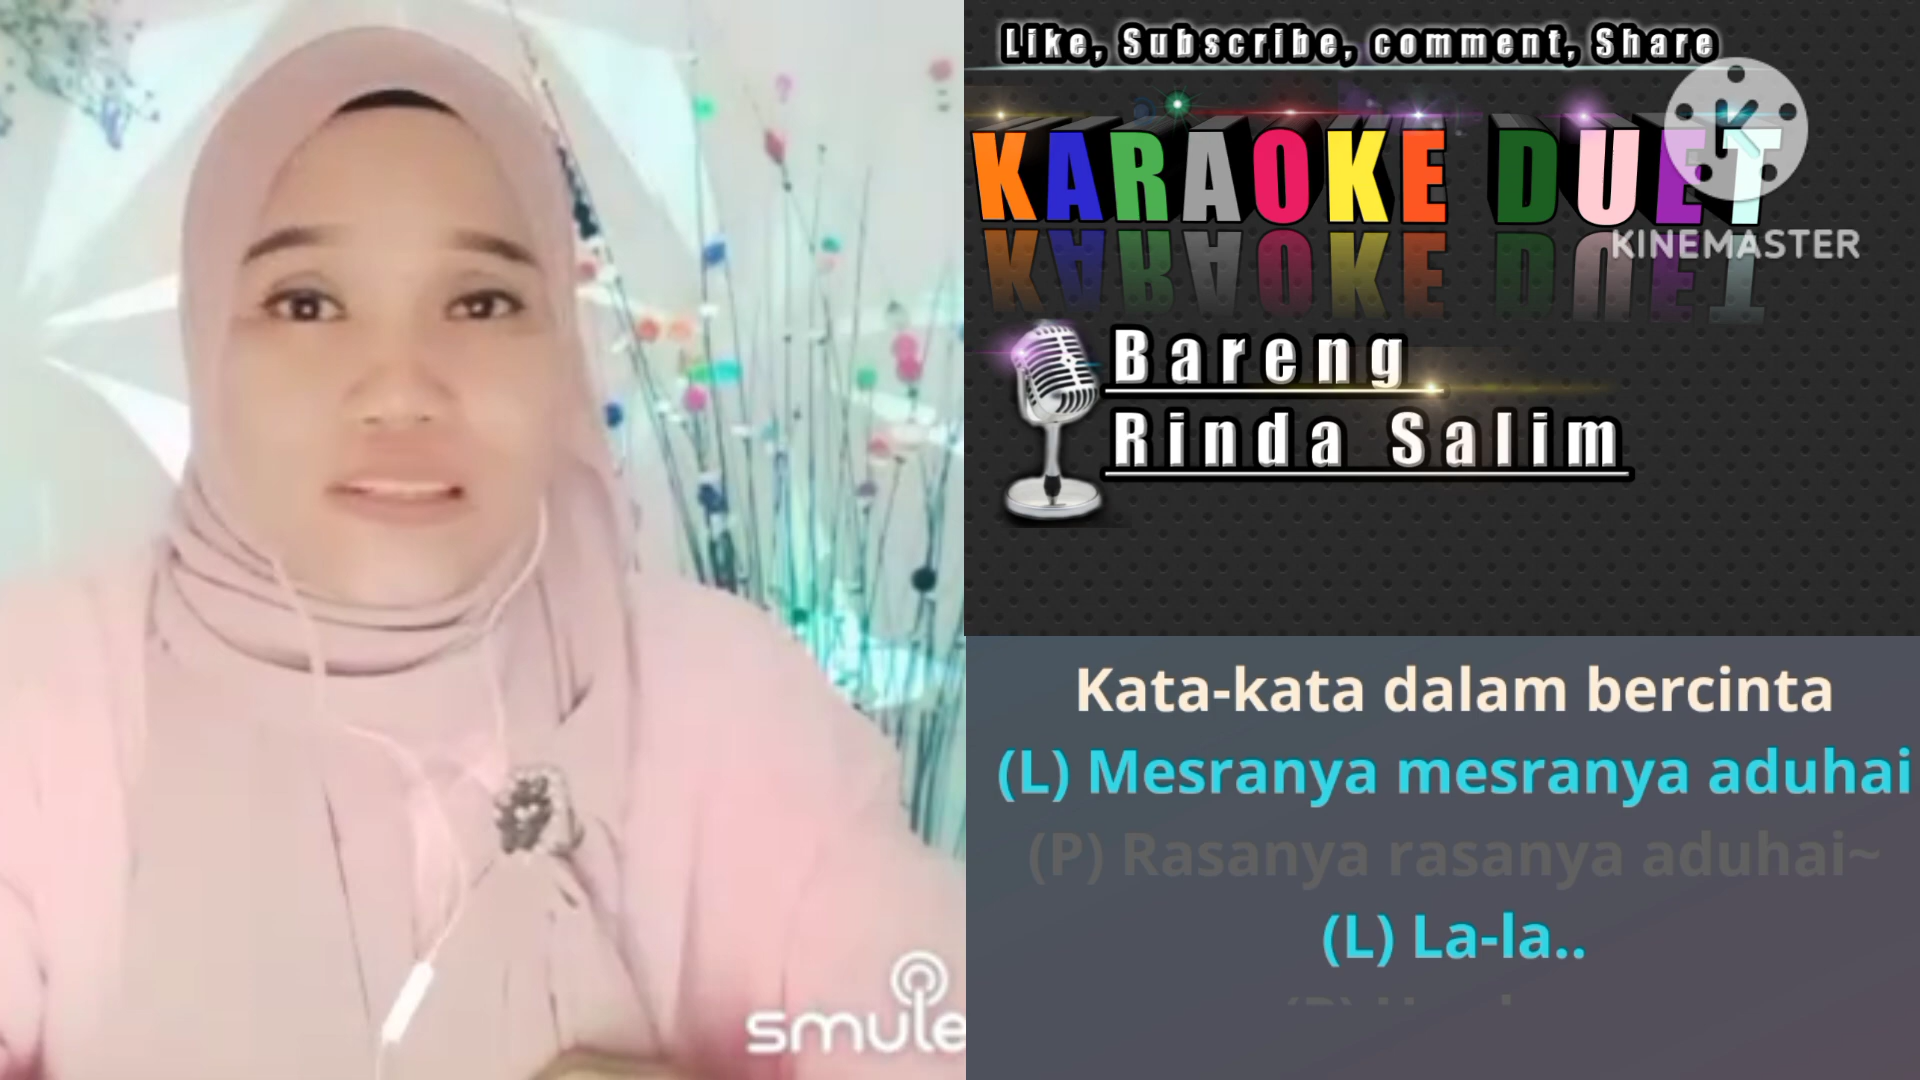 Like, Subscribe, comment, Share
KARAOKE DUET
KINEMASTER
Bareng
Rinda Salim
Kata-kata dalam bercinta
(L) Mesranya mesranya aduhai
(P) Rasanya rasanya aduhai~
(L) La-la..
smule